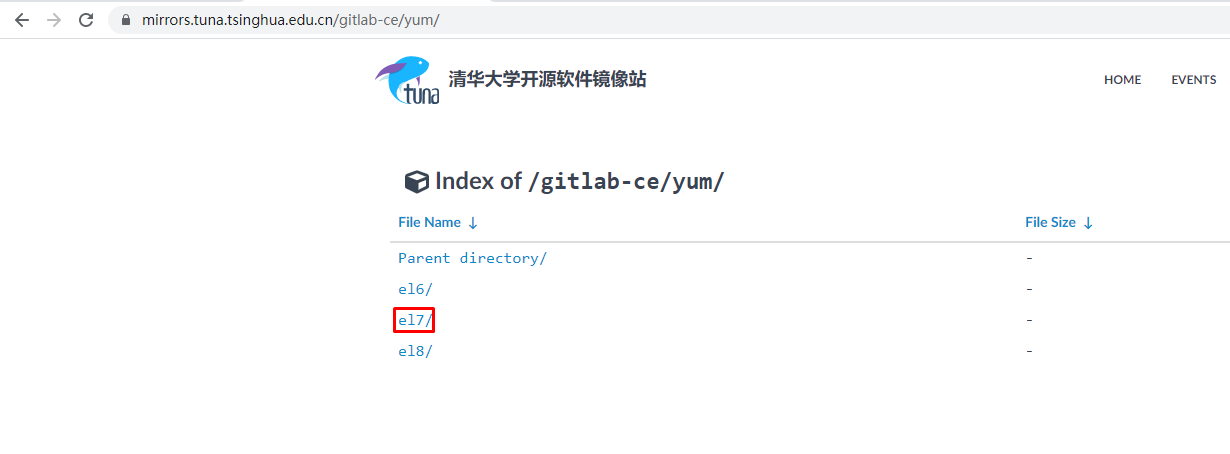 mirrors.tuna.tsinghua.edu.cn/gitlab-ce/yum/
tuna 清华大学开源软件镜像站 HOME EVENTS
Index of /gitlab-ce/yum/
File Name ↓ File Size ↓
Parent directory/ -
el6/ -
el7/ -
el8/ -